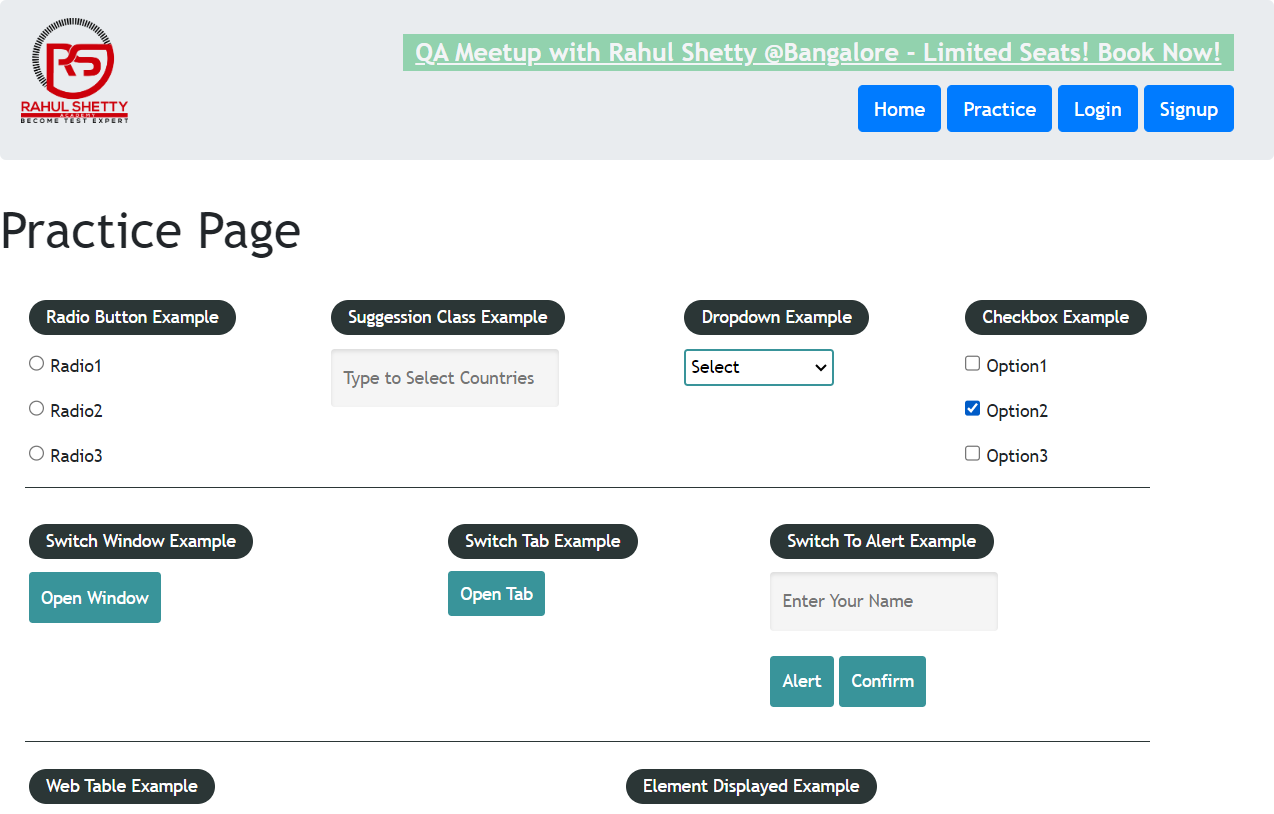 RS
RAHUL SHETTY
ACADEMY
BECOME TEST EXPERT
QA Meetup with Rahul Shetty @Bangalore - Limited Seats! Book Now!
Home Practice Login Signup
Practice Page
Radio Button Example Suggession Class Example Dropdown Example Checkbox Example
Radio1 Type to Select Countries Select Option1
Radio2 Option2
Radio3 Option3
Switch Window Example Switch Tab Example Switch To Alert Example
Open Window Open Tab Enter Your Name
Alert Confirm
Web Table Example Element Displayed Example